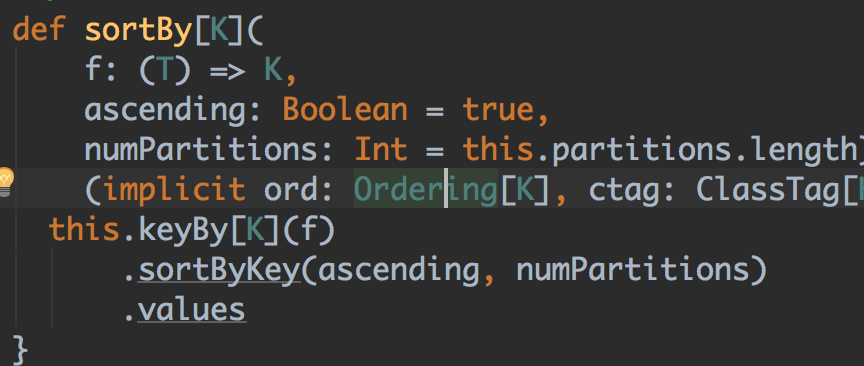 def sortBy[K](
f: (T) => K,
ascending: Boolean = true,
numPartitions: Int = this.partitions.length)
(implicit ord: Ordering[K], ctag: ClassTag[
this.keyBy[K](f)
.sortByKey(ascending, numPartitions)
.values
}